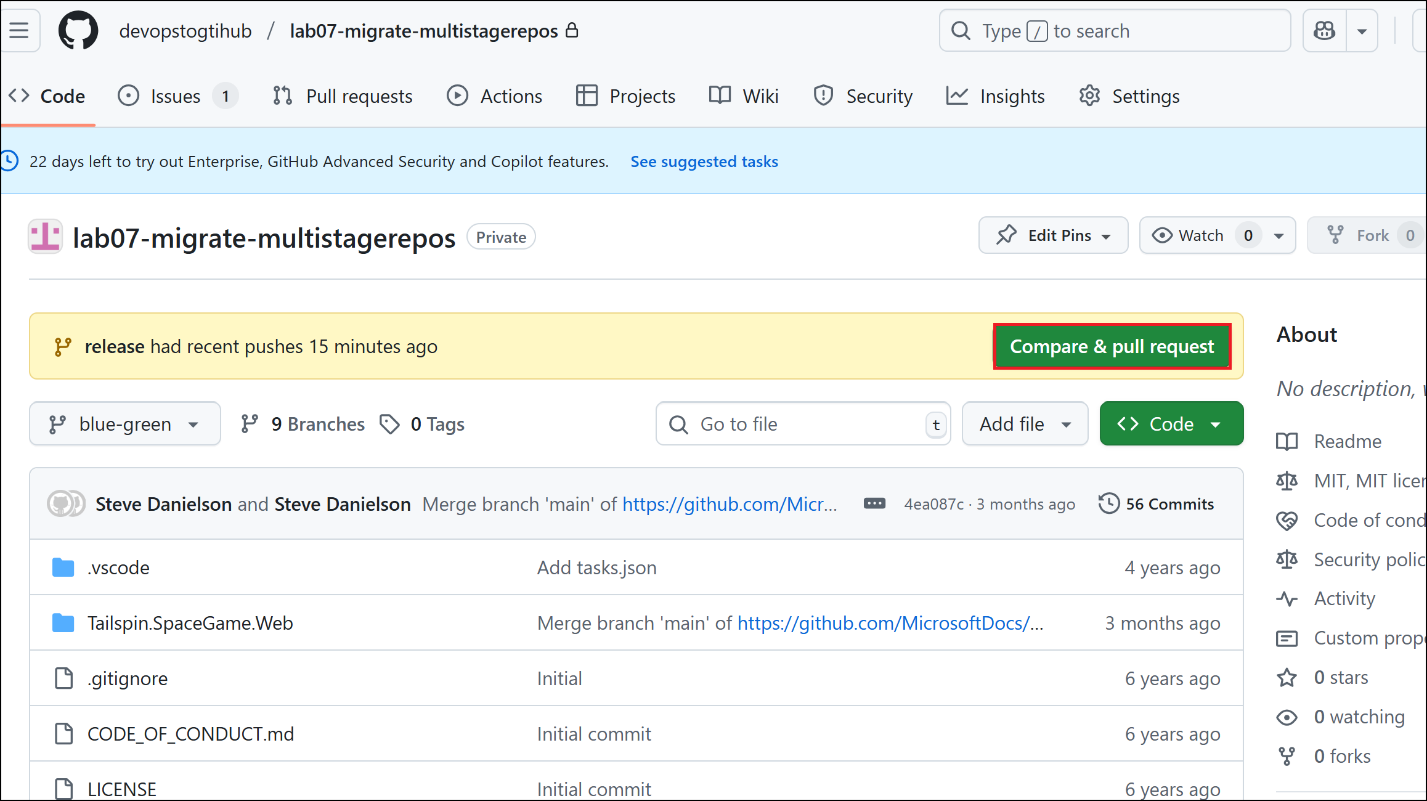 devopstogtihub / lab07-migrate-multistagerepos
Type / to search
Code
Issues 1
Pull requests
Actions
Projects
Wiki
Security
Insights
Settings
22 days left to try out Enterprise, GitHub Advanced Security and Copilot features. See suggested tasks
lab07-migrate-multistagerepos Private
Edit Pins
Watch 0
Fork 0
release had recent pushes 15 minutes ago
Compare & pull request
blue-green
9 Branches
0 Tags
Go to file t
Add file
Code
Steve Danielson and Steve Danielson Merge branch 'main' of https://github.com/Micr... 4ea087c · 3 months ago 56 Commits
.vscode Add tasks.json 4 years ago
Tailspin.SpaceGame.Web Merge branch 'main' of https://github.com/MicrosoftDocs/... 3 months ago
.gitignore Initial 6 years ago
CODE_OF_CONDUCT.md Initial commit 6 years ago
LICENSE Initial commit 6 years ago
About
No description,
Readme
MIT, MIT licen
Code of cond
Security polic
Activity
Custom prope
0 stars
0 watching
0 forks